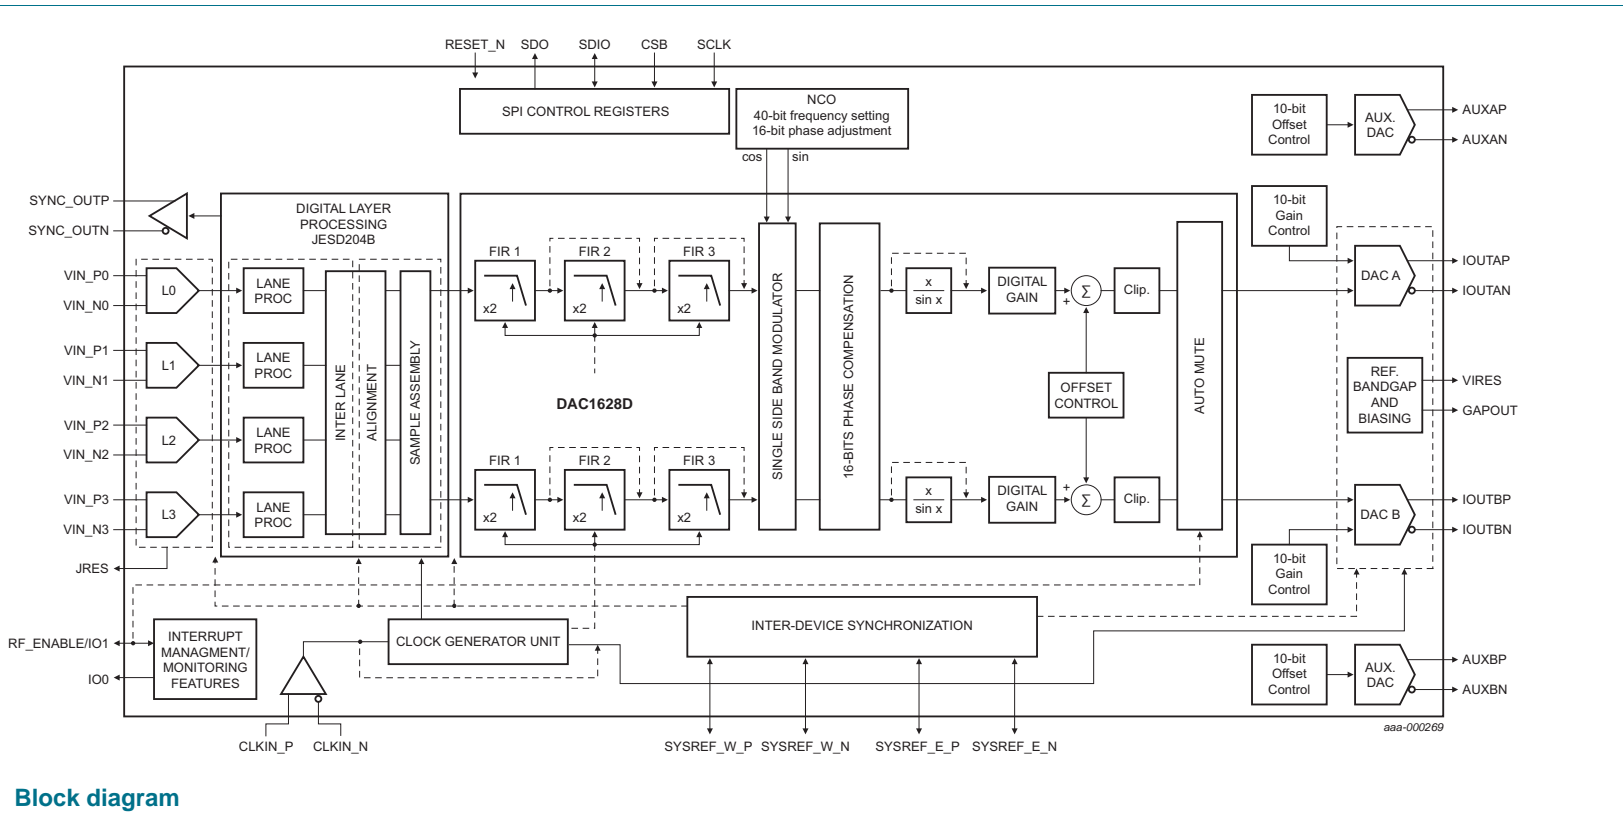 RESET_N SDO SDIO CSB SCLK
SPI CONTROL REGISTERS
NCO
40-bit frequency setting
16-bit phase adjustment
cos sin
10-bit
Offset
Control
AUX.
DAC
AUXAP
AUXAN
SYNC_OUTP
SYNC_OUTN
DIGITAL LAYER
PROCESSING
JESD204B
10-bit
Gain
Control
VIN_P0
VIN_N0
L0
LANE
PROC
VIN_P1
VIN_N1
L1
LANE
PROC
VIN_P2
VIN_N2
L2
LANE
PROC
VIN_P3
VIN_N3
L3
LANE
PROC
JRES
INTER LANE
ALIGNMENT
SAMPLE ASSEMBLY
FIR 1 FIR 2 FIR 3
x2 x2 x2
DAC1628D
FIR 1 FIR 2 FIR 3
x2 x2 x2
SINGLE SIDE BAND MODULATOR
16-BITS PHASE COMPENSATION
x
sin x
DIGITAL
GAIN
+
Σ
Clip.
OFFSET
CONTROL
x
sin x
DIGITAL
GAIN
+
Σ
Clip.
AUTO MUTE
DAC A
IOUTAP
IOUTAN
REF.
BANDGAP
AND
BIASING
VIRES
GAPOUT
DAC B
IOUTBP
IOUTBN
10-bit
Gain
Control
RF_ENABLE/IO1
IO0
INTERRUPT
MANAGMENT/
MONITORING
FEATURES
CLOCK GENERATOR UNIT
INTER-DEVICE SYNCHRONIZATION
10-bit
Offset
Control
AUX.
DAC
AUXBP
AUXBN
CLKIN_P CLKIN_N
SYSREF_W_P SYSREF_W_N SYSREF_E_P SYSREF_E_N
aaa-000269
Block diagram